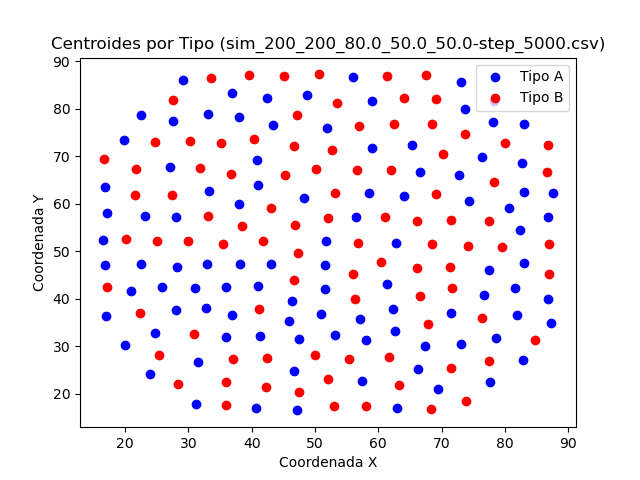 Centroides por Tipo (sim_200_200_80.0_50.0_50.0-step_5000.csv)
Tipo A
Tipo B
90
80
70
60
50
40
30
20
Coordenada Y
20 30 40 50 60 70 80 90
Coordenada X